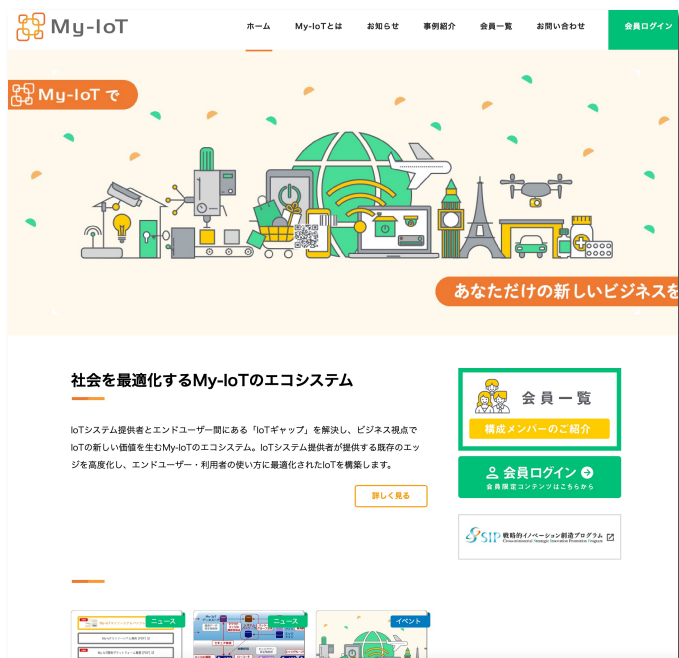 My-IoT
ホーム
My-IoTとは
お知らせ
事例紹介
会員一覧
お問い合わせ
会員ログイン
My-IoT で
あなただけの新しいビジネスを
社会を最適化するMy-IoTのエコシステム
IoTシステム提供者とエンドユーザー間にある「IoTギャップ」を解決し、ビジネス視点で
IoTの新しい価値を生むMy-IoTのエコシステム。IoTシステム提供者が提供する既存のエッ
ジを高度化し、エンドユーザー・利用者の使い方に最適化されたIoTを構築します。
詳しく見る
会員一覧
構成メンバーのご紹介
会員ログイン
会員限定コンテンツはこちらから
SIP 戦略的イノベーション創造プログラム
Cross-ministerial Strategic Innovation Promotion Program
ニュース
ニュース
イベント